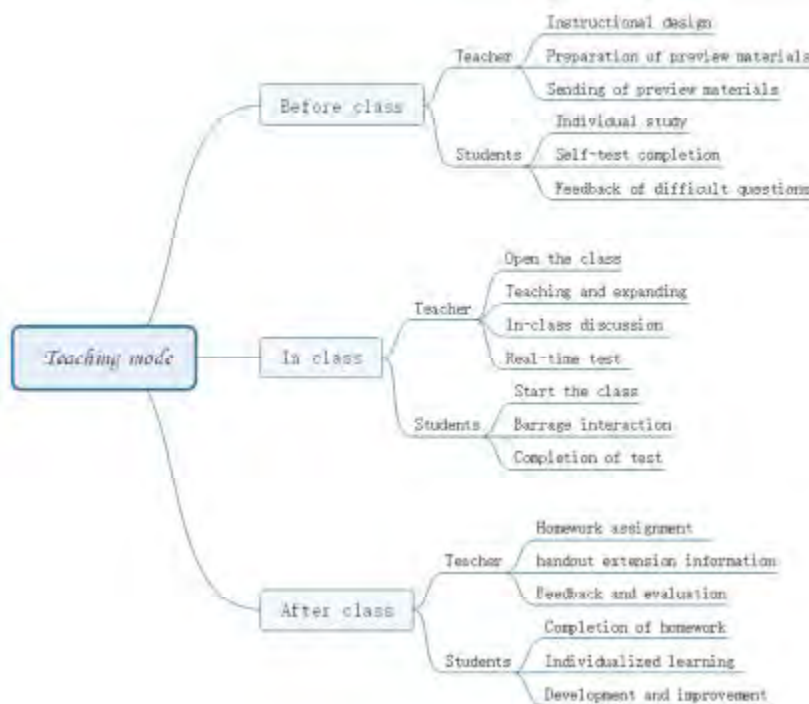 Teaching mode
Before class
Teacher
Instructional design
Preparation of preview materials
Sending of preview materials
Students
Individual study
Self-test completion
Feedback of difficult questions
In class
Teacher
Open the class
Teaching and expanding
In-class discussion
Real-time test
Students
Start the class
Barrage interaction
Completion of test
After class
Teacher
Homework assignment
handout extension information
Feedback and evaluation
Students
Completion of homework
Individualized learning
Development and improvement